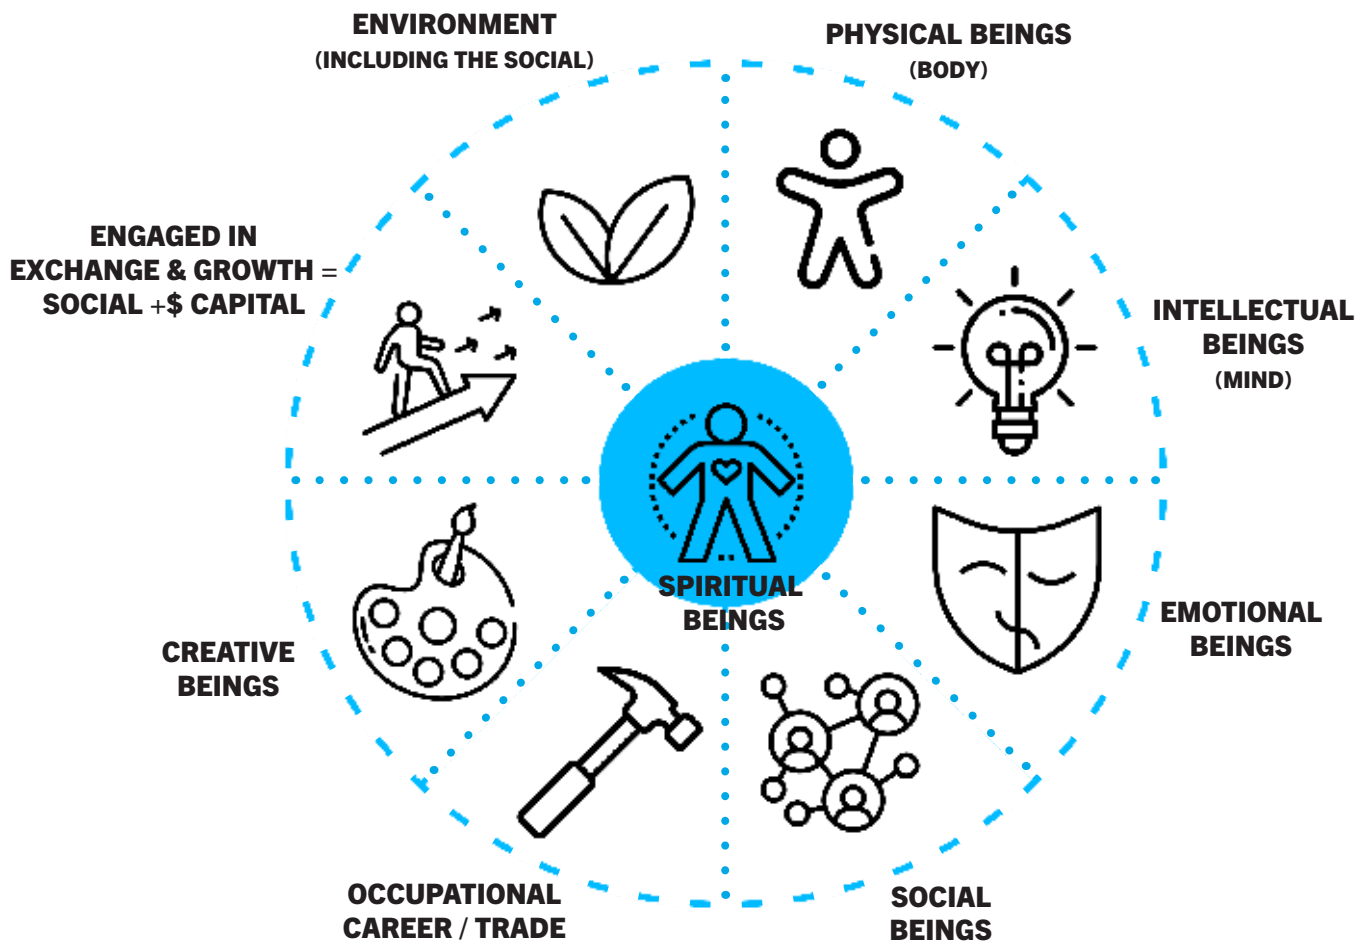 ENVIRONMENT
(INCLUDING THE SOCIAL)
PHYSICAL BEINGS
(BODY)
ENGAGED IN
EXCHANGE & GROWTH =
SOCIAL +$ CAPITAL
INTELLECTUAL
BEINGS
(MIND)
SPIRITUAL
BEINGS
EMOTIONAL
BEINGS
CREATIVE
BEINGS
OCCUPATIONAL
CAREER / TRADE
SOCIAL
BEINGS